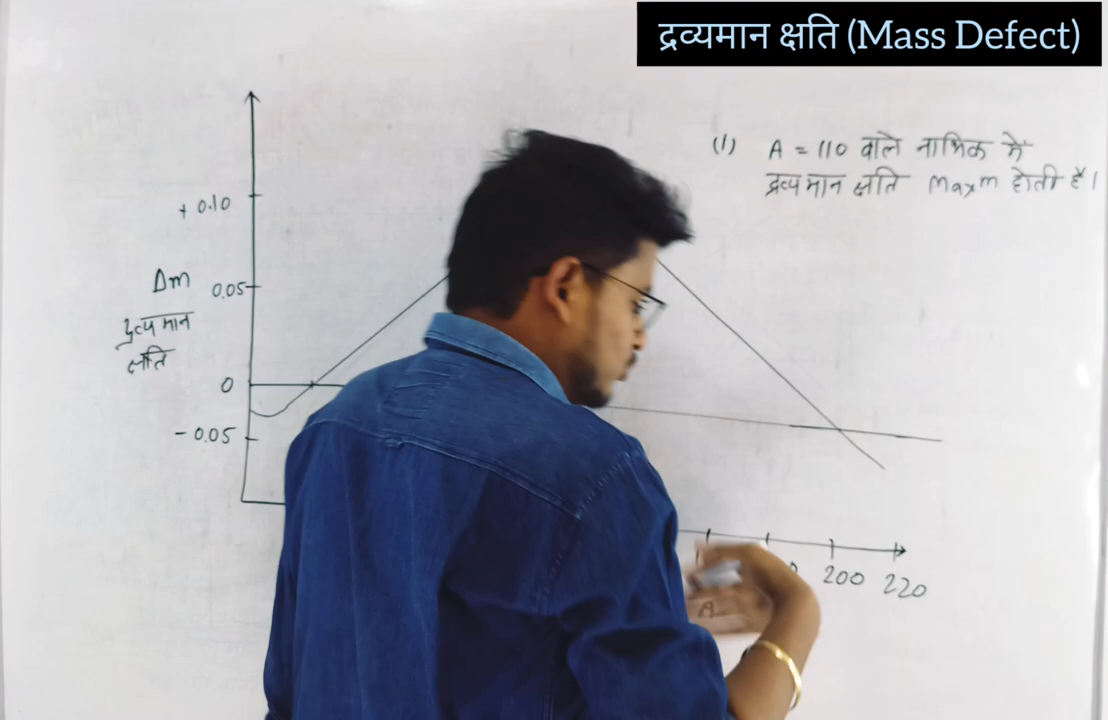 द्रव्यमान क्षति (Mass Defect)
(1) A = 110 वाले नाभिक में
द्रव्यमान क्षति Maxm होती है।
+ 0.10
Δm
0.05
द्रव्यमान
क्षति
0
- 0.05
200 220
A